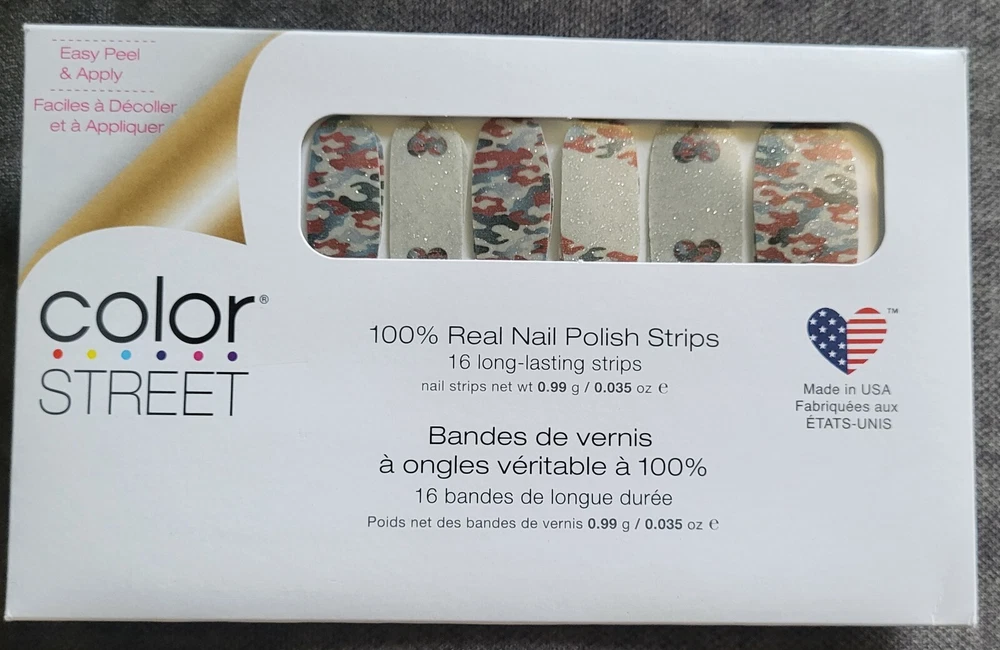 Easy Peel
& Apply
Faciles à Décoller
et à Appliquer
color®
STREET
100% Real Nail Polish Strips
16 long-lasting strips
nail strips net wt 0.99 g / 0.035 oz ℮
Bandes de vernis
à ongles véritable à 100%
16 bandes de longue durée
Poids net des bandes de vernis 0.99 g / 0.035 oz ℮
™
Made in USA
Fabriquées aux
ÉTATS-UNIS